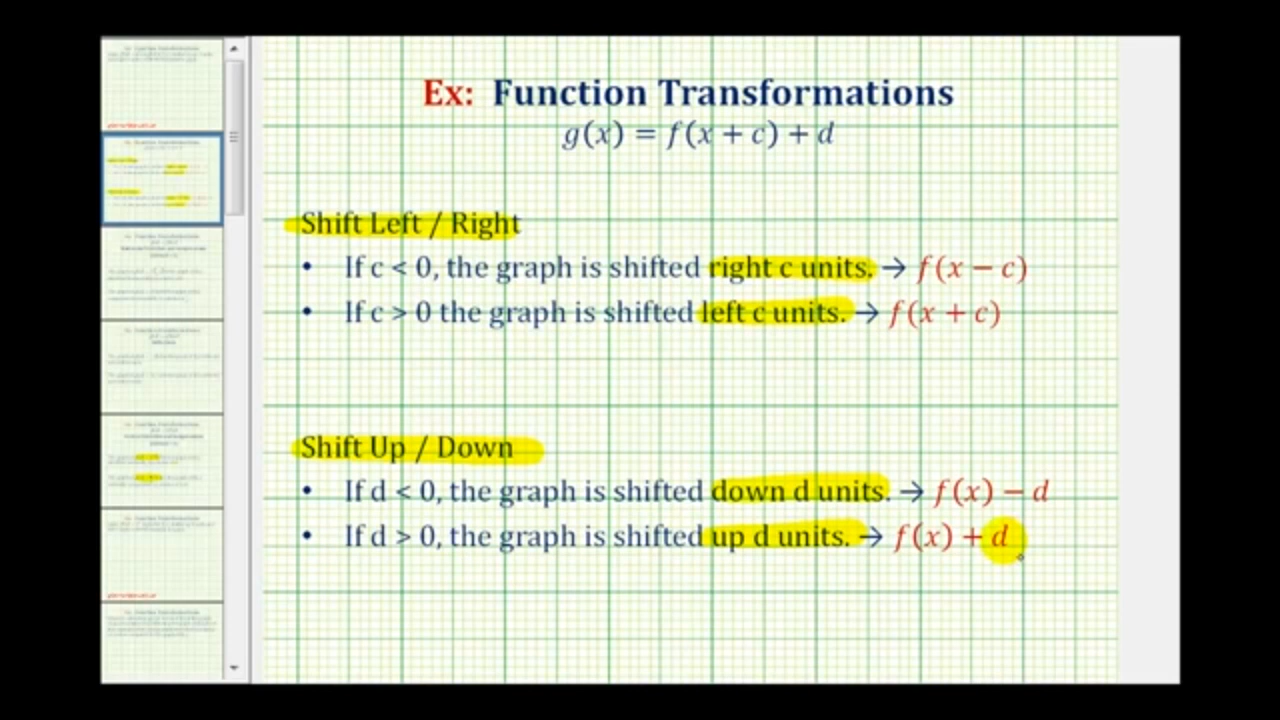 Ex: Function Transformations
g(x) = f(x + c) + d
Shift Left / Right
• If c < 0, the graph is shifted right c units. → f(x − c)
• If c > 0 the graph is shifted left c units. → f(x + c)
Shift Up / Down
• If d < 0, the graph is shifted down d units. → f(x) − d
• If d > 0, the graph is shifted up d units. → f(x) + d